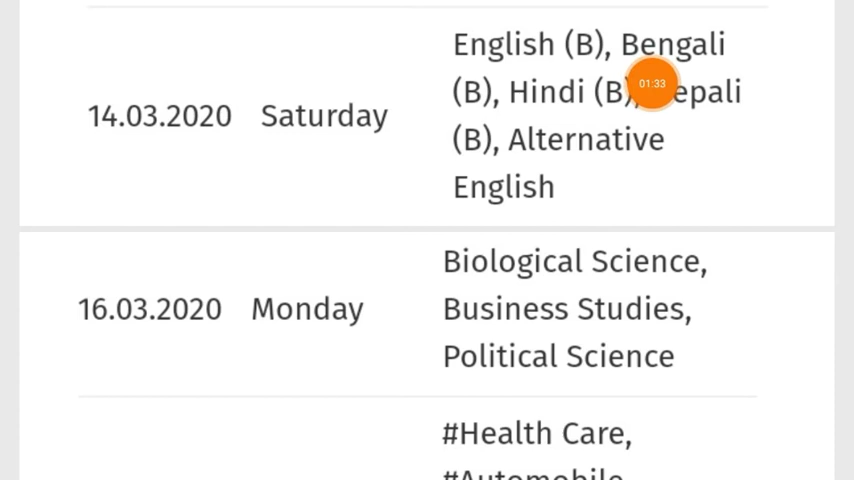 English (B), Bengali
(B), Hindi (B),
01:33
14.03.2020 Saturday
(B), Alternative
English
Biological Science,
16.03.2020 Monday
Business Studies,
Political Science
#Health Care,
#Automobile